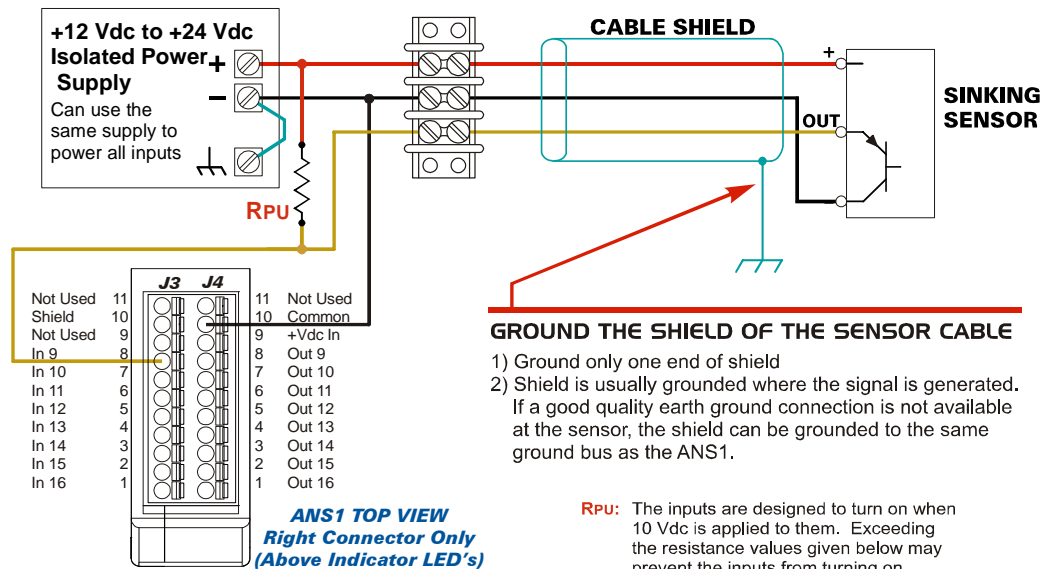 +12 Vdc to +24 Vdc
Isolated Power
Supply
Can use the
same supply to
power all inputs
+
–
CABLE SHIELD
+
OUT
SINKING
SENSOR
RPU
J3 J4
Not Used 11 11 Not Used
Shield 10 10 Common
Not Used 9 9 +Vdc In
In 9 8 8 Out 9
In 10 7 7 Out 10
In 11 6 6 Out 11
In 12 5 5 Out 12
In 13 4 4 Out 13
In 14 3 3 Out 14
In 15 2 2 Out 15
In 16 1 1 Out 16
ANS1 TOP VIEW
Right Connector Only
(Above Indicator LED's)
GROUND THE SHIELD OF THE SENSOR CABLE
1) Ground only one end of shield
2) Shield is usually grounded where the signal is generated.
If a good quality earth ground connection is not available
at the sensor, the shield can be grounded to the same
ground bus as the ANS1.
RPU: The inputs are designed to turn on when
10 Vdc is applied to them. Exceeding
the resistance values given below may
prevent the inputs from turning on